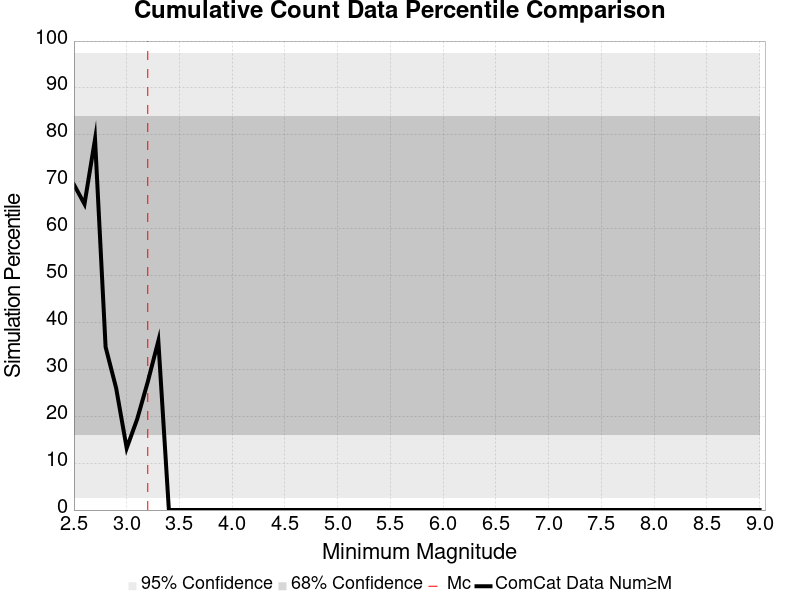 Cumulative Count Data Percentile Comparison
100
90
80
70
60
50
40
30
20
10
0
Simulation Percentile
2.5 3.0 3.5 4.0 4.5 5.0 5.5 6.0 6.5 7.0 7.5 8.0 8.5 9.0
Minimum Magnitude
95% Confidence 68% Confidence Mc ComCat Data Num≥M